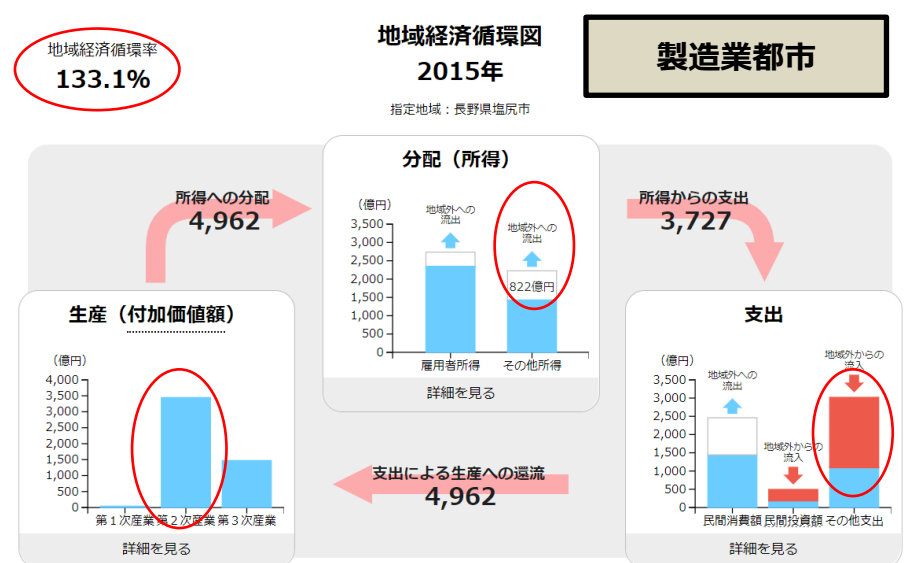 地域経済循環率
133.1%
地域経済循環図
2015年
指定地域：長野県塩尻市
製造業都市
分配（所得）
（億円）
3,500
3,000
2,500
2,000
1,500
1,000
500
0
地域外への
流出
地域外への
流出
822億円
雇用者所得
その他所得
詳細を見る
所得への分配
4,962
所得からの支出
3,727
生産（付加価値額）
（億円）
4,000
3,500
3,000
2,500
2,000
1,500
1,000
500
0
第１次産業
第２次産業
第３次産業
詳細を見る
支出による生産への還流
4,962
支出
（億円）
3,500
3,000
2,500
2,000
1,500
1,000
500
0
地域外への
流出
地域外からの
流入
地域外からの
流入
民間消費額
民間投資額
その他支出
詳細を見る